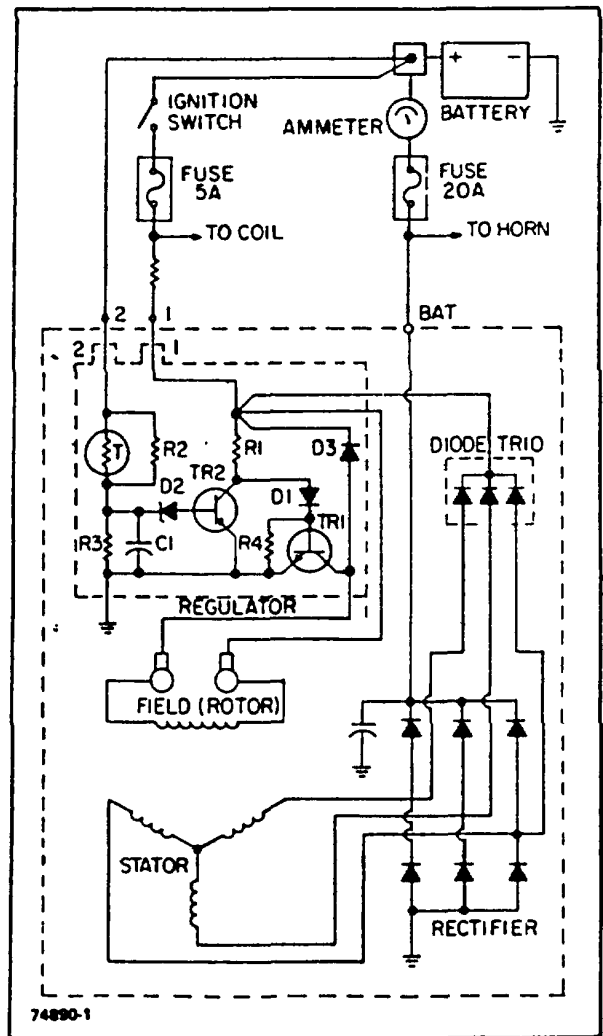 IGNITION
SWITCH
AMMETER
BATTERY
+ -
FUSE
5A
FUSE
20A
TO COIL
TO HORN
2 1
BAT
2 1
DIODE TRIO
T
R2
R1
D3
D2
TR2
D1
TR1
R3
C1
R4
REGULATOR
FIELD (ROTOR)
STATOR
RECTIFIER
74890-1